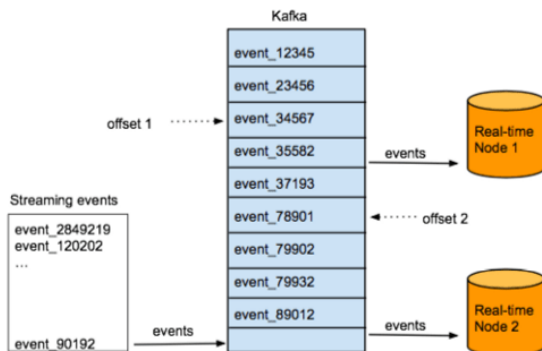 Kafka
event_12345
event_23456
event_34567
event_35582
event_37193
event_78901
event_79902
event_79932
event_89012
offset 1
offset 2
events
Real-time
Node 1
Streaming events
event_2849219
event_120202
...
event_90192
events
events
Real-time
Node 2